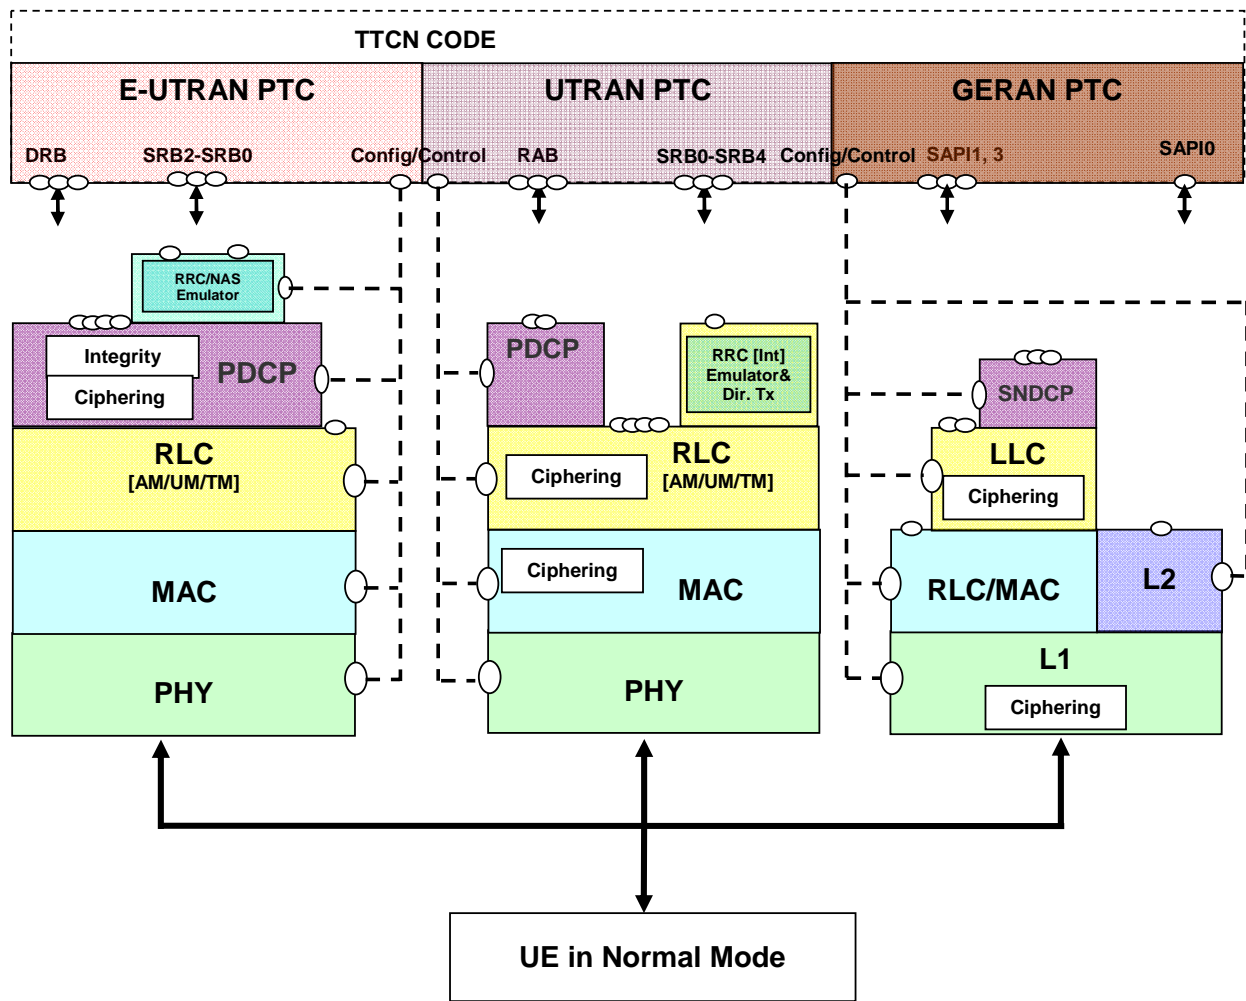 TTCN CODE
E-UTRAN PTC
UTRAN PTC
GERAN PTC
DRB
SRB2-SRB0
Config/Control
RAB
SRB0-SRB4
Config/Control
SAPI1, 3
SAPI0
RRC/NAS
Emulator
Integrity
Ciphering
PDCP
RLC
[AM/UM/TM]
MAC
PHY
PDCP
RRC [Int]
Emulator&
Dir. Tx
Ciphering
RLC
[AM/UM/TM]
Ciphering
MAC
PHY
SNDCP
LLC
Ciphering
RLC/MAC
L2
L1
Ciphering
UE in Normal Mode